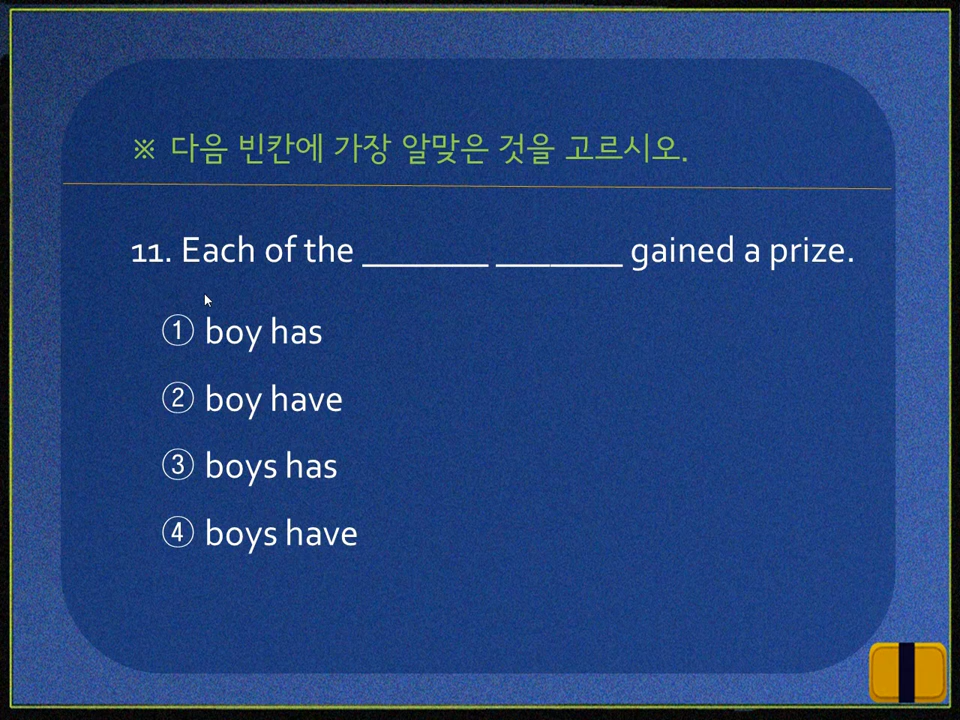 ※ 다음 빈칸에 가장 알맞은 것을 고르시오.
11. Each of the _______ _______ gained a prize.
① boy has
② boy have
③ boys has
④ boys have